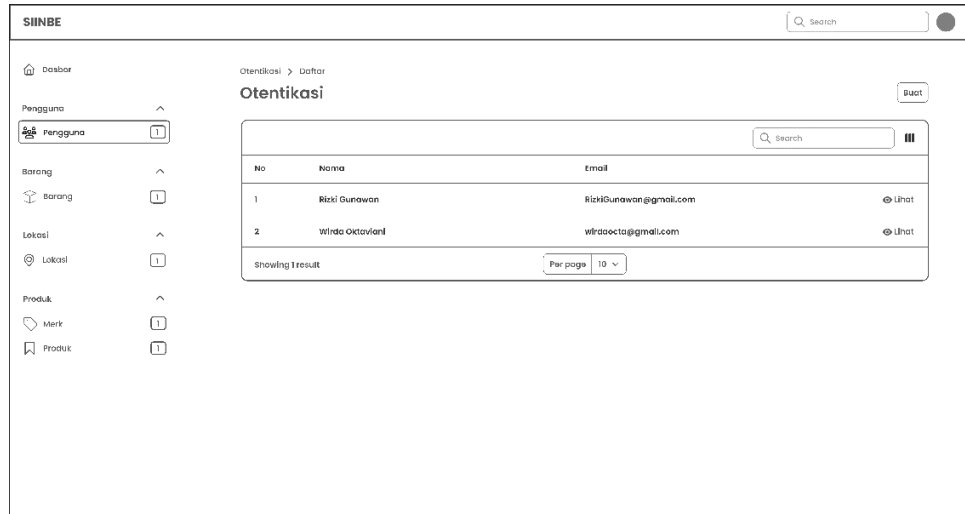 SIINBE
Search
Dasbor
Otentikasi > Daftar
Otentikasi
Buat
Pengguna
Pengguna 1
Search
No Nama Email
Barang
Barang 1
1 Rizki Gunawan RizkiGunawan@gmail.com Lihat
2 Wirda Oktaviani wirdaocta@gmail.com Lihat
Lokasi
Lokasi 1
Showing 1 result
Per page 10
Produk
Merk 1
Produk 1